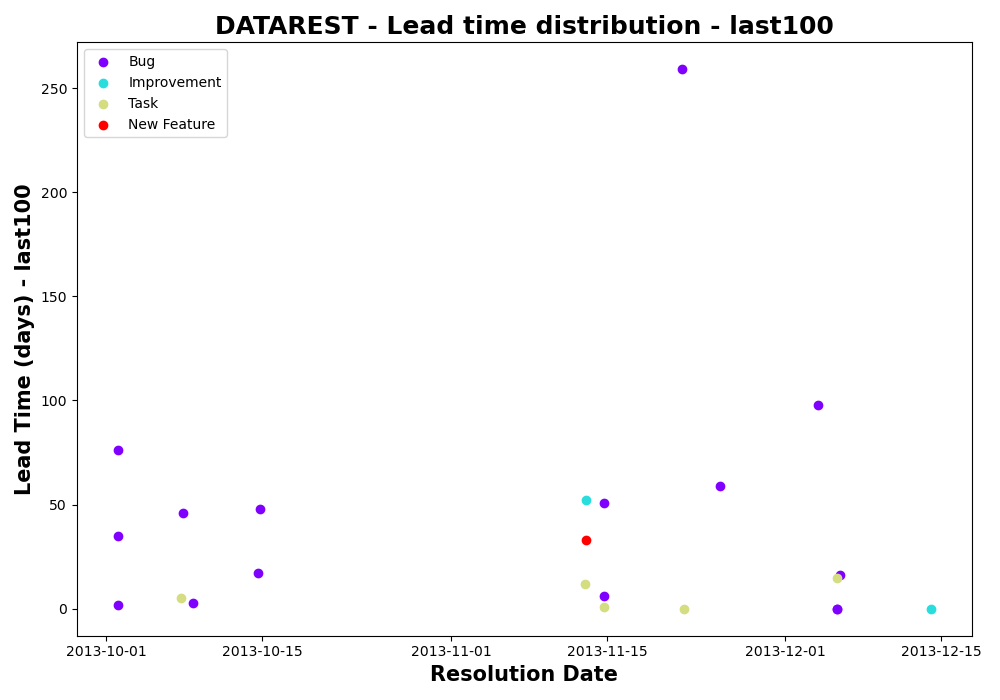 DATAREST - Lead time distribution - last100
Bug
Improvement
Task
New Feature
Lead Time (days) - last100
250
200
150
100
50
0
2013-10-01 2013-10-15 2013-11-01 2013-11-15 2013-12-01 2013-12-15
Resolution Date